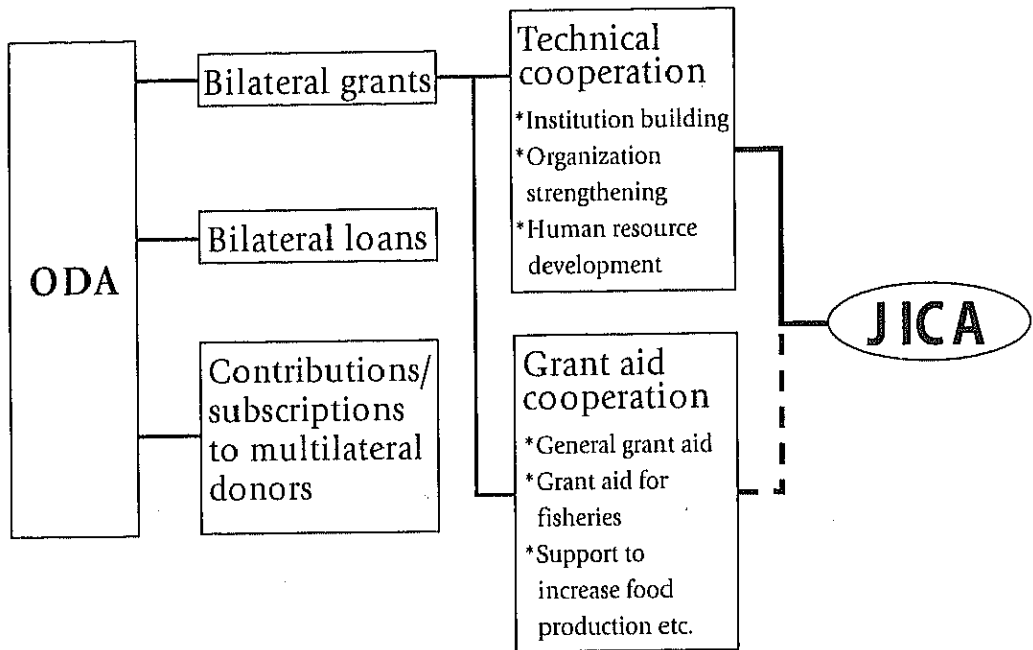 ODA
Bilateral grants
Bilateral loans
Contributions/
subscriptions
to multilateral
donors
Technical
cooperation
*Institution building
*Organization
strengthening
*Human resource
development
Grant aid
cooperation
*General grant aid
*Grant aid for
fisheries
*Support to
increase food
production etc.
JICA